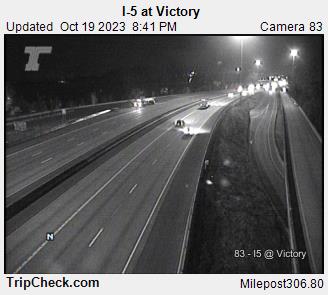 I-5 at Victory
Updated Oct 19 2023 8:41 PM Camera 83
T
N
83 - I5 @ Victory
TripCheck.com Milepost306.80